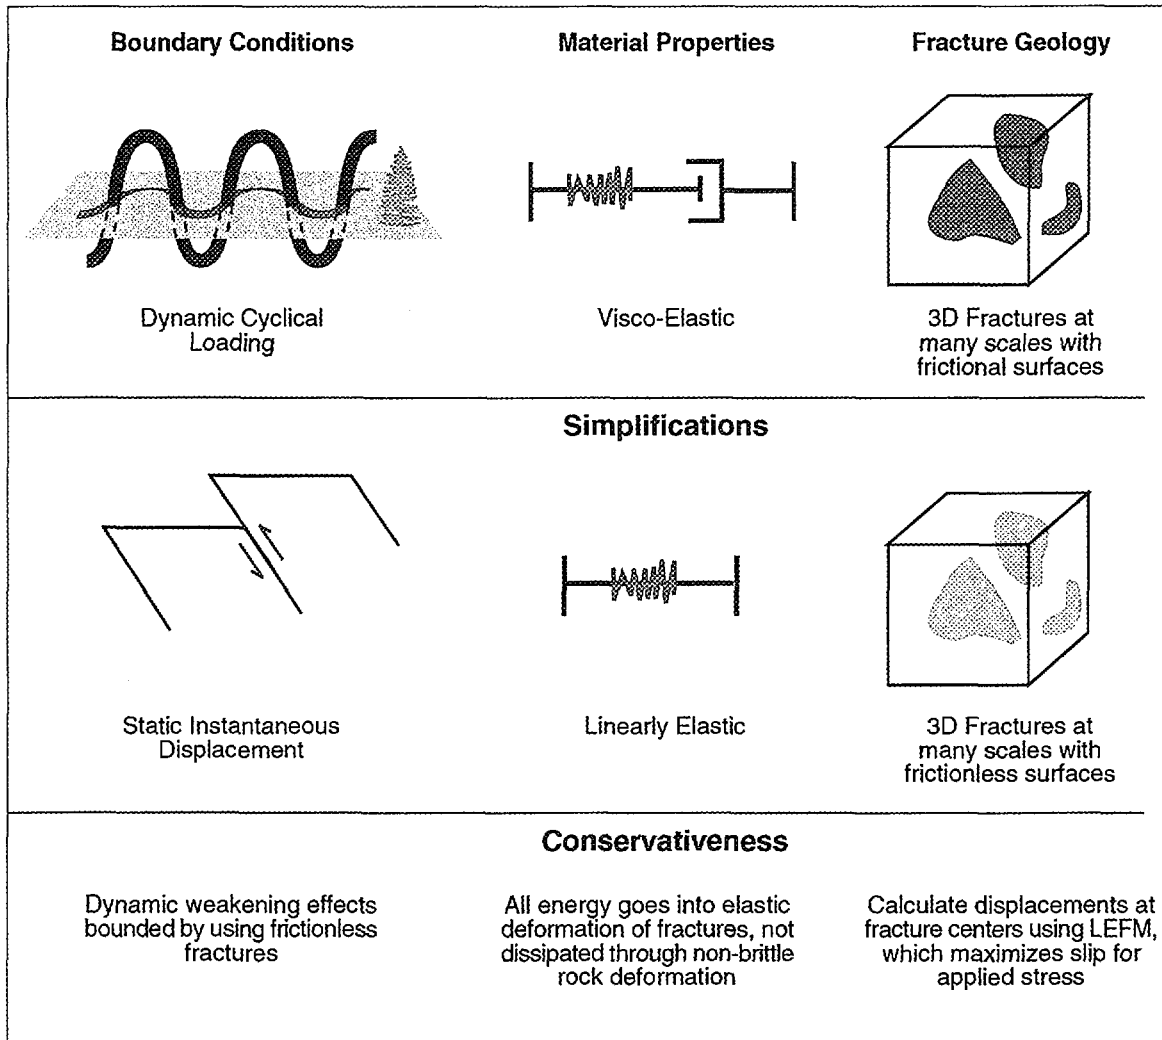 Boundary Conditions
Material Properties
Fracture Geology
Dynamic Cyclical
Loading
Visco-Elastic
3D Fractures at
many scales with
frictional surfaces
Simplifications
Static Instantaneous
Displacement
Linearly Elastic
3D Fractures at
many scales with
frictionless surfaces
Conservativeness
Dynamic weakening effects
bounded by using frictionless
fractures
All energy goes into elastic
deformation of fractures, not
dissipated through non-brittle
rock deformation
Calculate displacements at
fracture centers using LEFM,
which maximizes slip for
applied stress